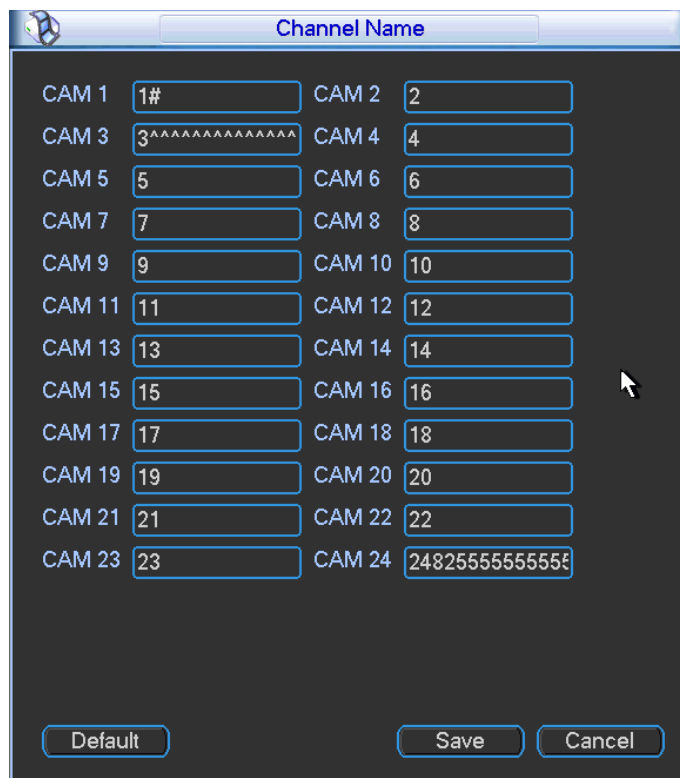 Channel Name
CAM 1 1# CAM 2 2
CAM 3 3^^^^^^^^^^^^^^ CAM 4 4
CAM 5 5 CAM 6 6
CAM 7 7 CAM 8 8
CAM 9 9 CAM 10 10
CAM 11 11 CAM 12 12
CAM 13 13 CAM 14 14
CAM 15 15 CAM 16 16
CAM 17 17 CAM 18 18
CAM 19 19 CAM 20 20
CAM 21 21 CAM 22 22
CAM 23 23 CAM 24 24825555555555
Default Save Cancel